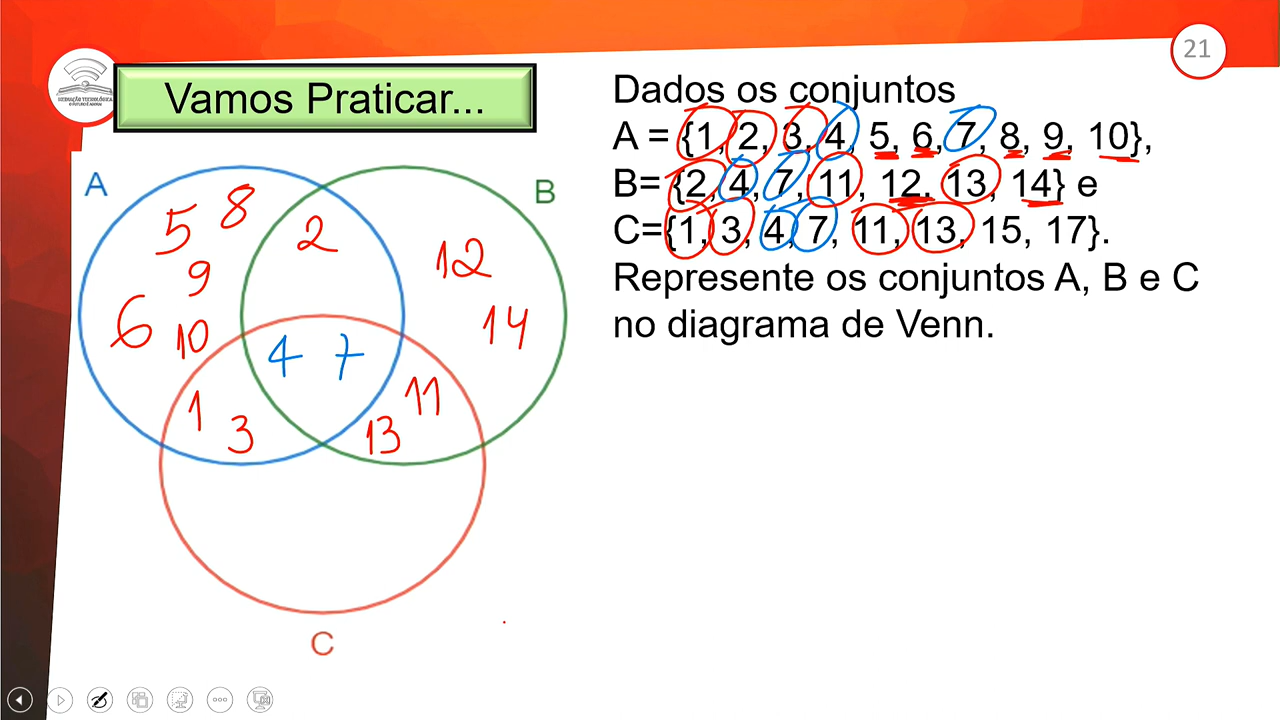 21
MEDIAÇÃO TECNOLÓGICA
Vamos Praticar...
Dados os conjuntos
A = {1, 2, 3, 4, 5, 6, 7, 8, 9, 10},
B= {2, 4, 7, 11, 12, 13, 14} e
C={1, 3, 4, 7, 11, 13, 15, 17}.
Represente os conjuntos A, B e C
no diagrama de Venn.
A
B
5 8 2
9 12
6 10 14
4 7
1 11
3 13
C